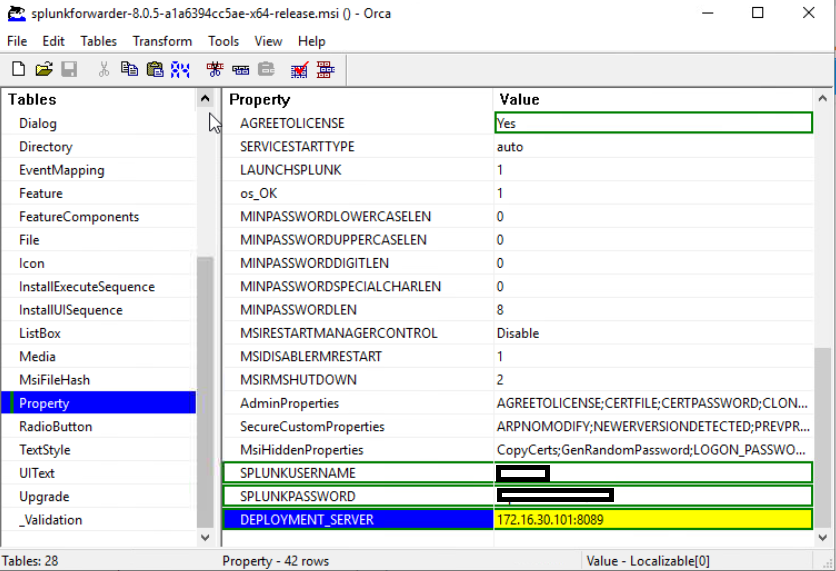 splunkforwarder-8.0.5-a1a6394cc5ae-x64-release.msi () - Orca
File Edit Tables Transform Tools View Help
Tables Property Value
Dialog AGREETOLICENSE Yes
Directory SERVICESTARTTYPE auto
EventMapping LAUNCHSPLUNK 1
Feature os_OK 1
FeatureComponents MINPASSWORDLOWERCASELEN 0
File MINPASSWORDUPPERCASELEN 0
Icon MINPASSWORDDIGITLEN 0
InstallExecuteSequence MINPASSWORDSPECIALCHARLEN 0
InstallUISequence MINPASSWORDLEN 8
ListBox MSIRESTARTMANAGERCONTROL Disable
Media MSIDISABLERMRESTART 1
MsiFileHash MSIRMSHUTDOWN 2
Property AdminProperties AGREETOLICENSE;CERTFILE;CERTPASSWORD;CLON...
RadioButton SecureCustomProperties ARPNOMODIFY;NEWERVERSIONDETECTED;PREVPR...
TextStyle MsiHiddenProperties CopyCerts;GenRandomPassword;LOGON_PASSWO...
UIText SPLUNKUSERNAME
Upgrade SPLUNKPASSWORD
_Validation DEPLOYMENT_SERVER 172.16.30.101:8089
Tables: 28 Property - 42 rows Value - Localizable[0]